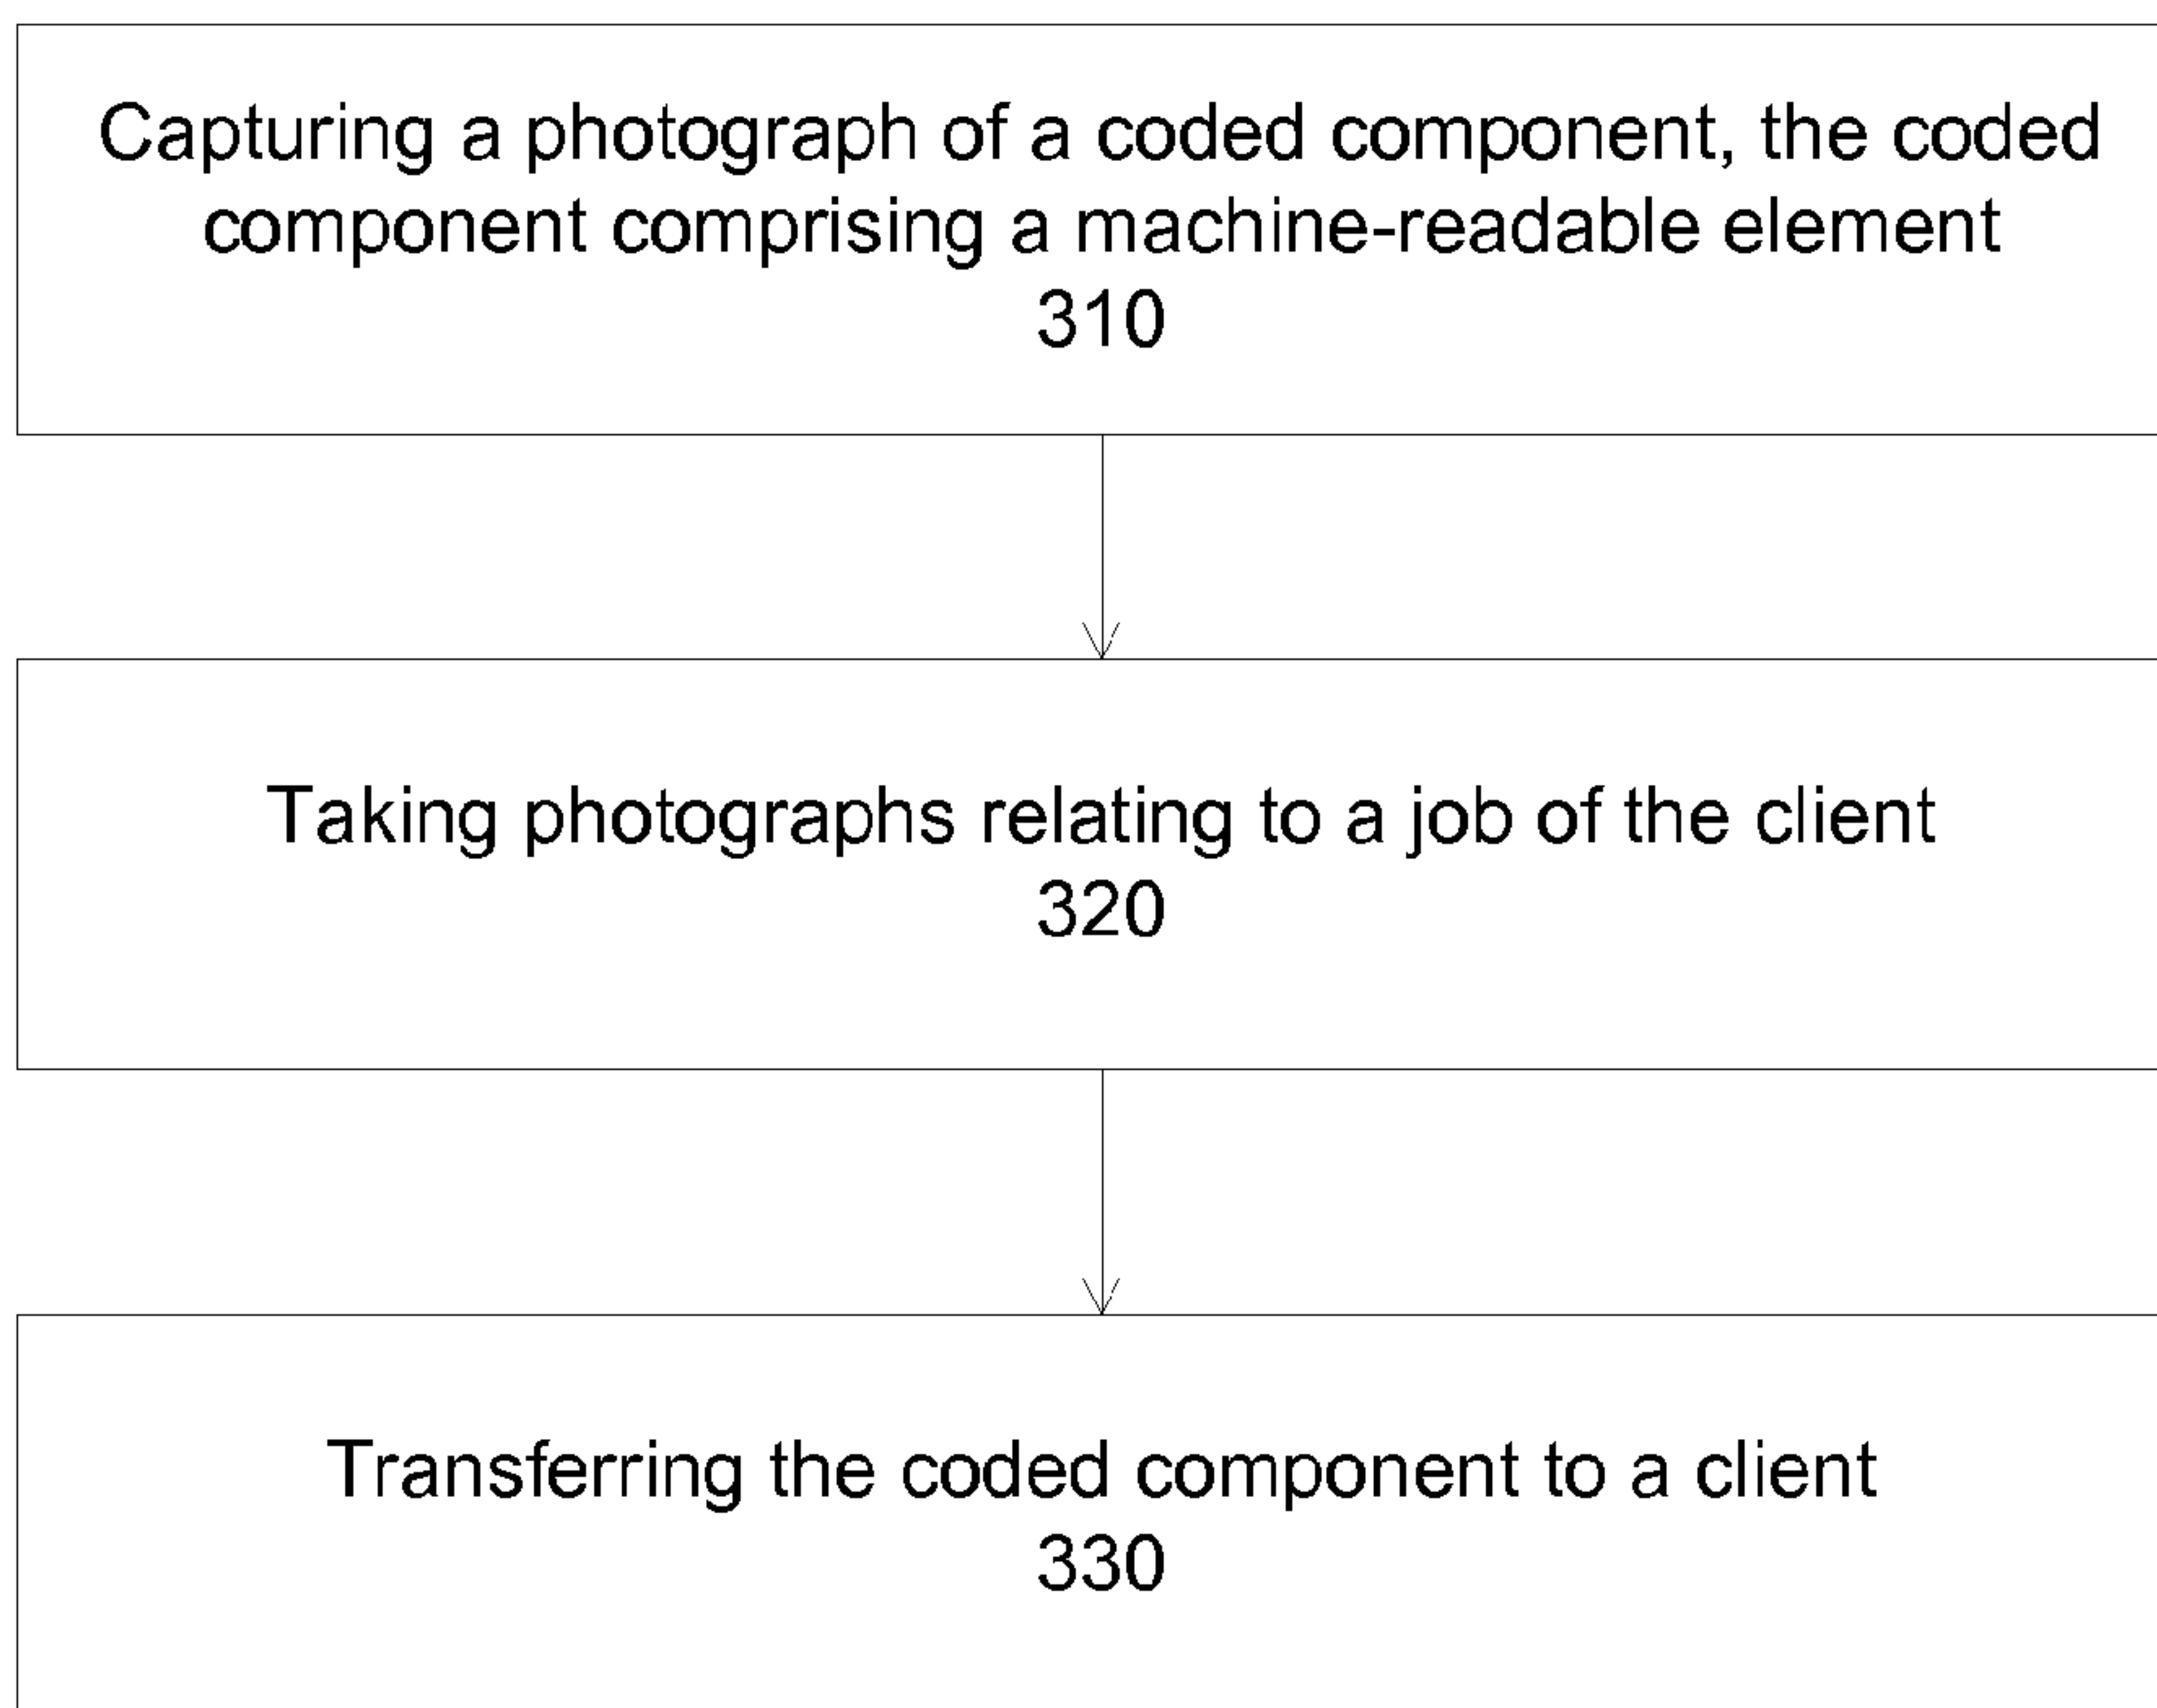 Capturing a photograph of a coded component, the coded
component comprising a machine-readable element
310
Taking photographs relating to a job of the client
320
Transferring the coded component to a client
330